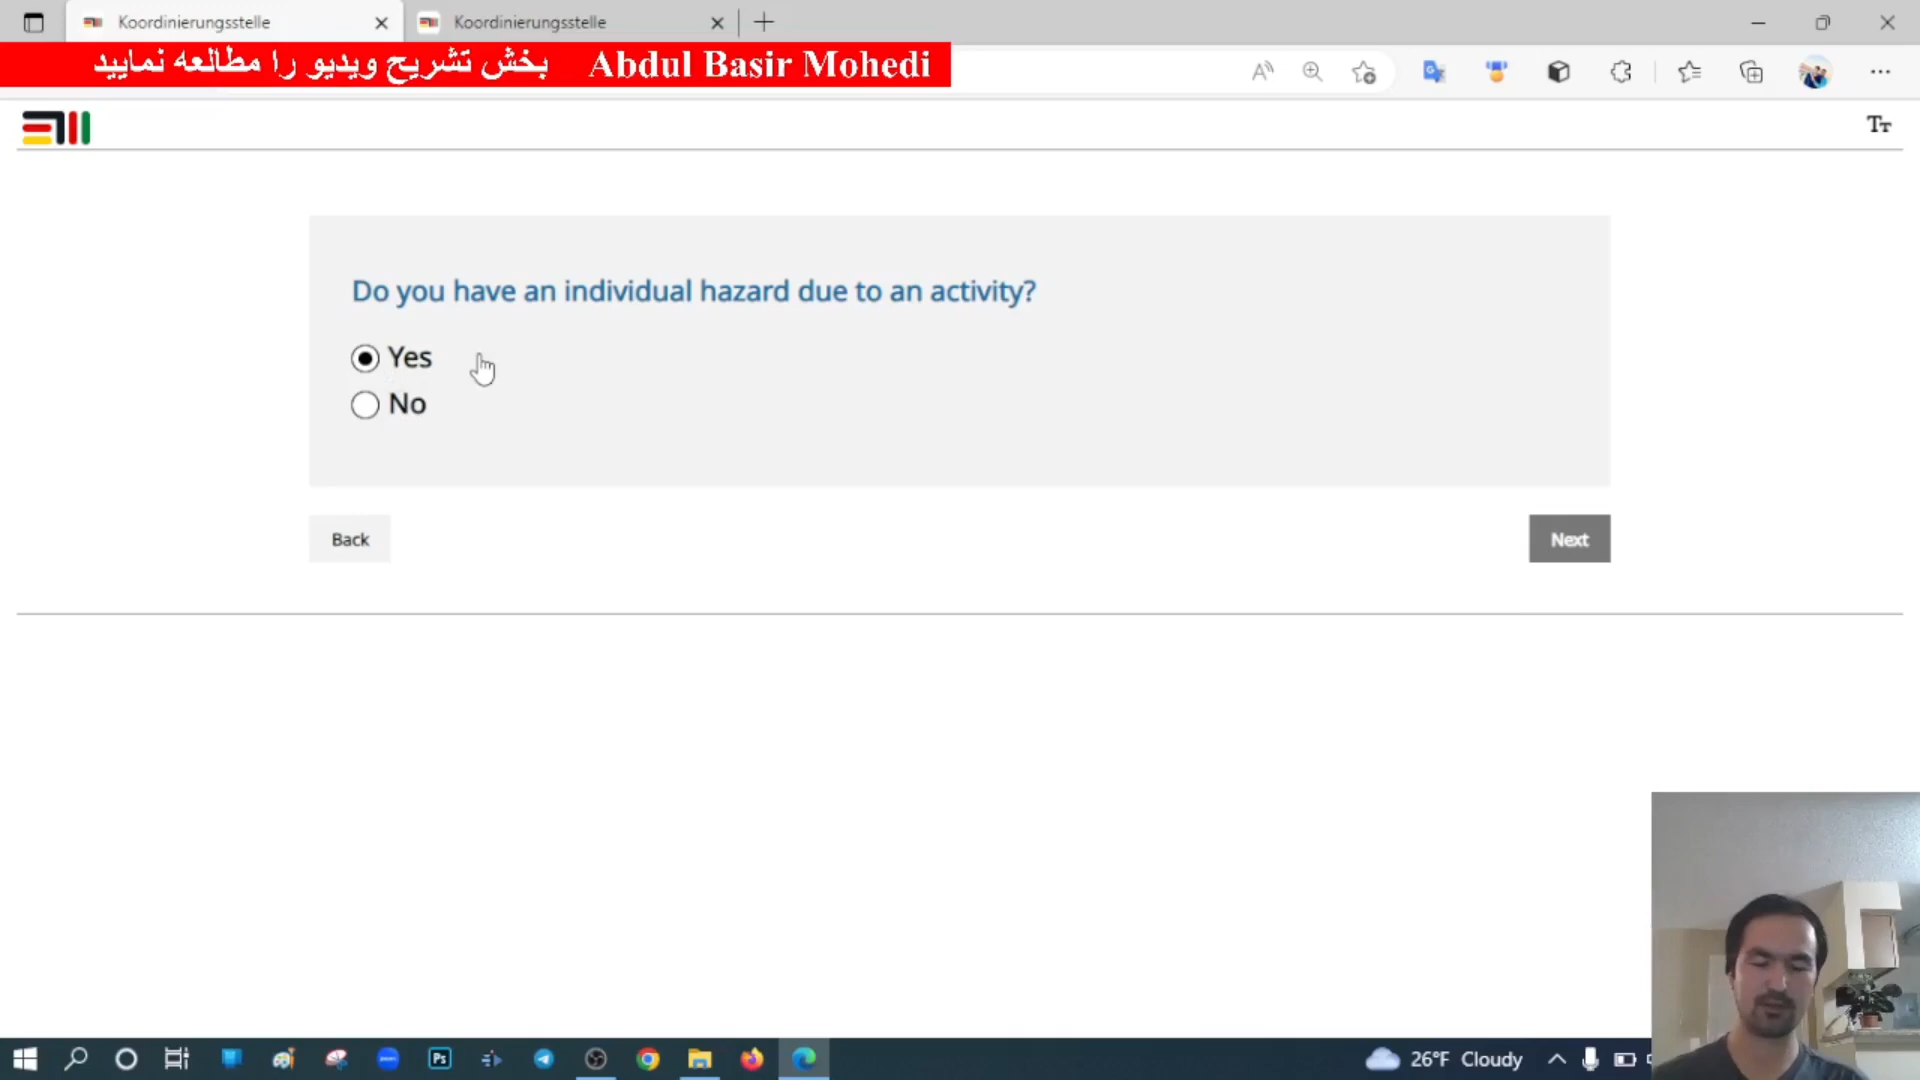 Koordinierungsstelle
Koordinierungsstelle
بخش تشریح ویدیو را مطالعه نمایید Abdul Basir Mohedi
Do you have an individual hazard due to an activity?
Yes
No
Back
Next
Ps
26°F Cloudy